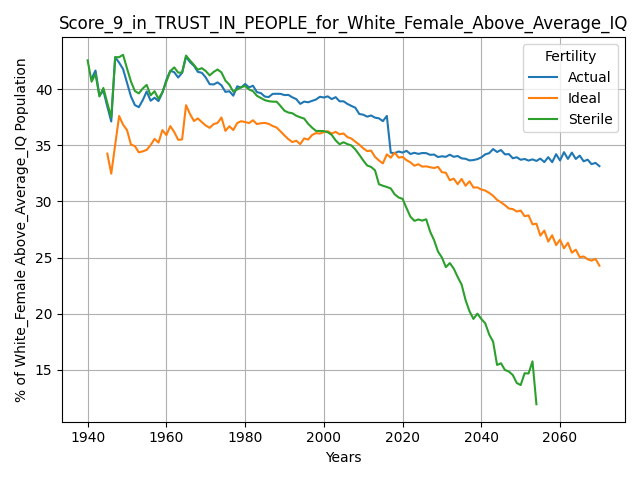 Score_9_in_TRUST_IN_PEOPLE_for_White_Female_Above_Average_IQ
% of White_Female Above_Average_IQ Population
40
35
30
25
20
15
Fertility
Actual
Ideal
Sterile
1940 1960 1980 2000 2020 2040 2060
Years